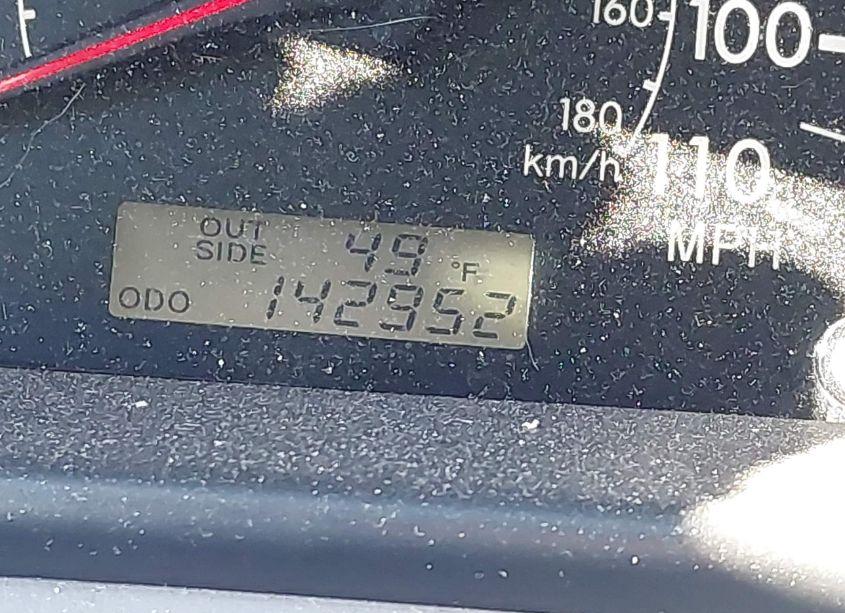 160 100
180 110
km/h MPH
OUT
SIDE 49 °F
ODO 142952